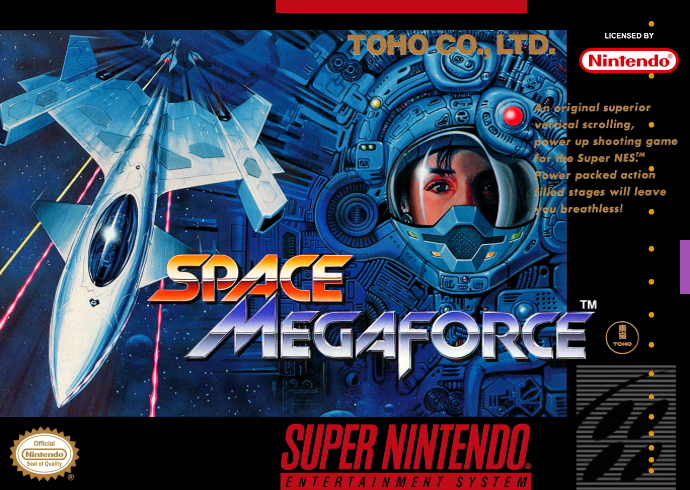 TOHO CO., LTD.
LICENSED BY
Nintendo®
An original superior
vertical scrolling,
power up shooting game
for the Super NES.™
Power packed action
filled stages will leave
you breathless!
SPACE
MEGAFORCE™
TOHO
Official
Nintendo
Seal of Quality
®
SUPER NINTENDO®
ENTERTAINMENT SYSTEM